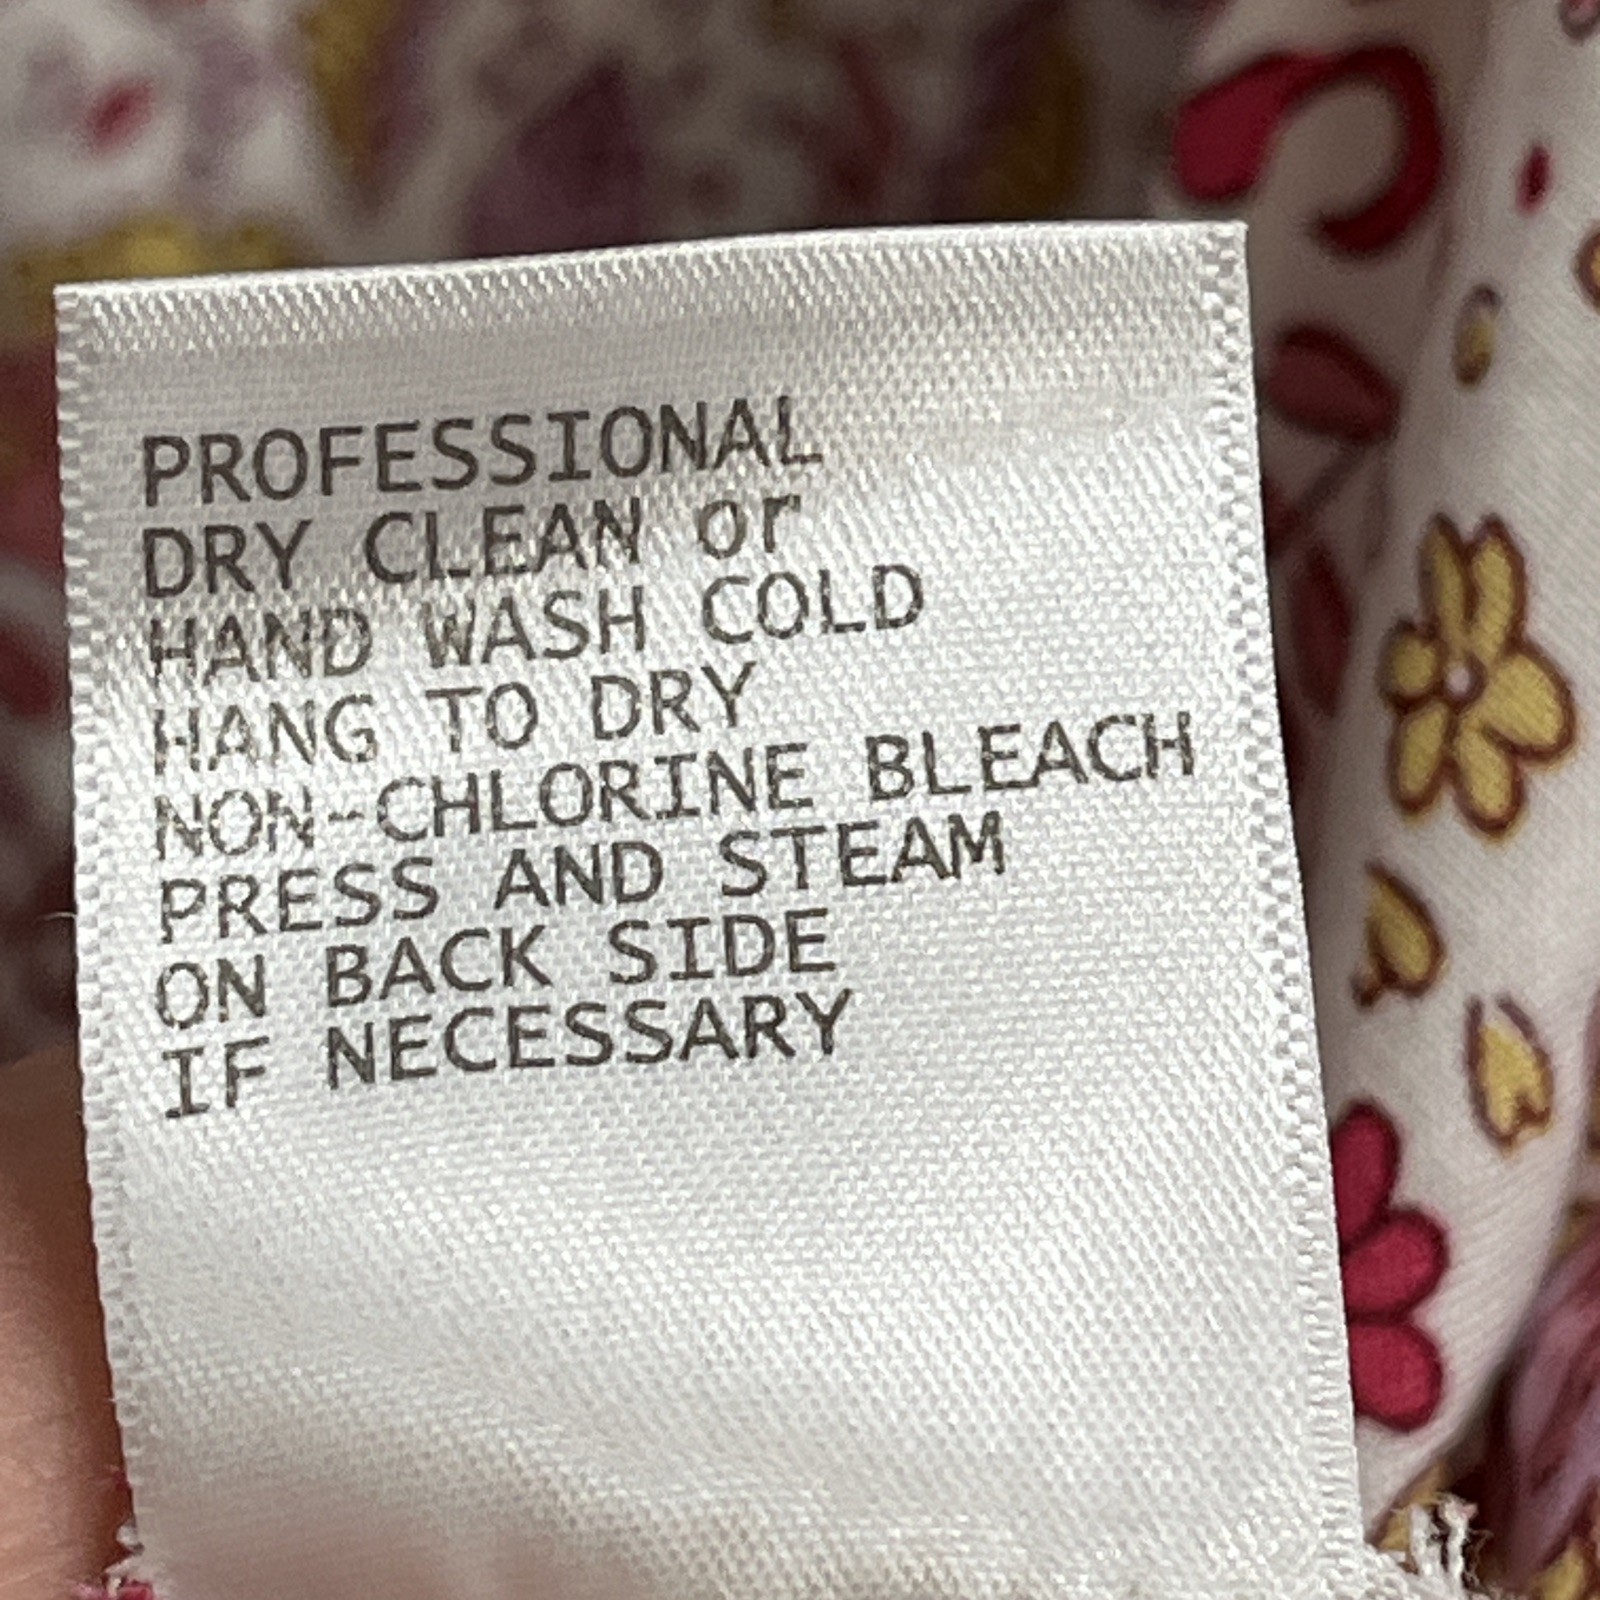 PROFESSIONAL
DRY CLEAN or
HAND WASH COLD
HANG TO DRY
NON-CHLORINE BLEACH
PRESS AND STEAM
ON BACK SIDE
IF NECESSARY